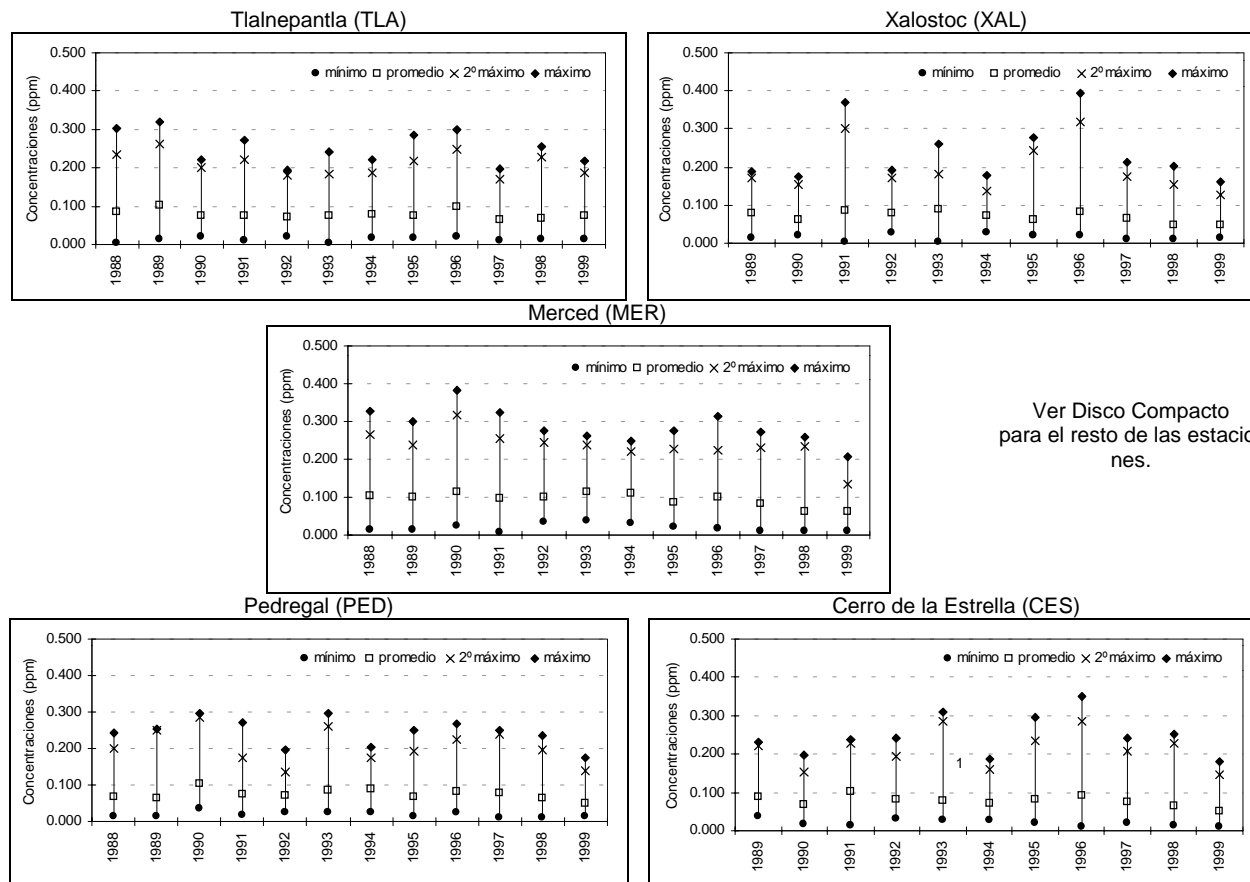 Tlalnepantla (TLA)
Concentraciones (ppm)
0.500
0.400
0.300
0.200
0.100
0.000
mínimo promedio 2º máximo máximo
1988 1989 1990 1991 1992 1993 1994 1995 1996 1997 1998 1999
Xalostoc (XAL)
Concentraciones (ppm)
0.500
0.400
0.300
0.200
0.100
0.000
mínimo promedio 2º máximo máximo
1989 1990 1991 1992 1993 1994 1995 1996 1997 1998 1999
Merced (MER)
Concentraciones (ppm)
0.500
0.400
0.300
0.200
0.100
0.000
mínimo promedio 2º máximo máximo
1988 1989 1990 1991 1992 1993 1994 1995 1996 1997 1998 1999
Ver Disco Compacto
para el resto de las estacio
nes.
Pedregal (PED)
Concentraciones (ppm)
0.500
0.400
0.300
0.200
0.100
0.000
mínimo promedio 2º máximo máximo
1988 1989 1990 1991 1992 1993 1994 1995 1996 1997 1998 1999
Cerro de la Estrella (CES)
Concentraciones (ppm)
0.500
0.400
0.300
0.200
0.100
0.000
mínimo promedio 2º máximo máximo
1
1989 1990 1991 1992 1993 1994 1995 1996 1997 1998 1999